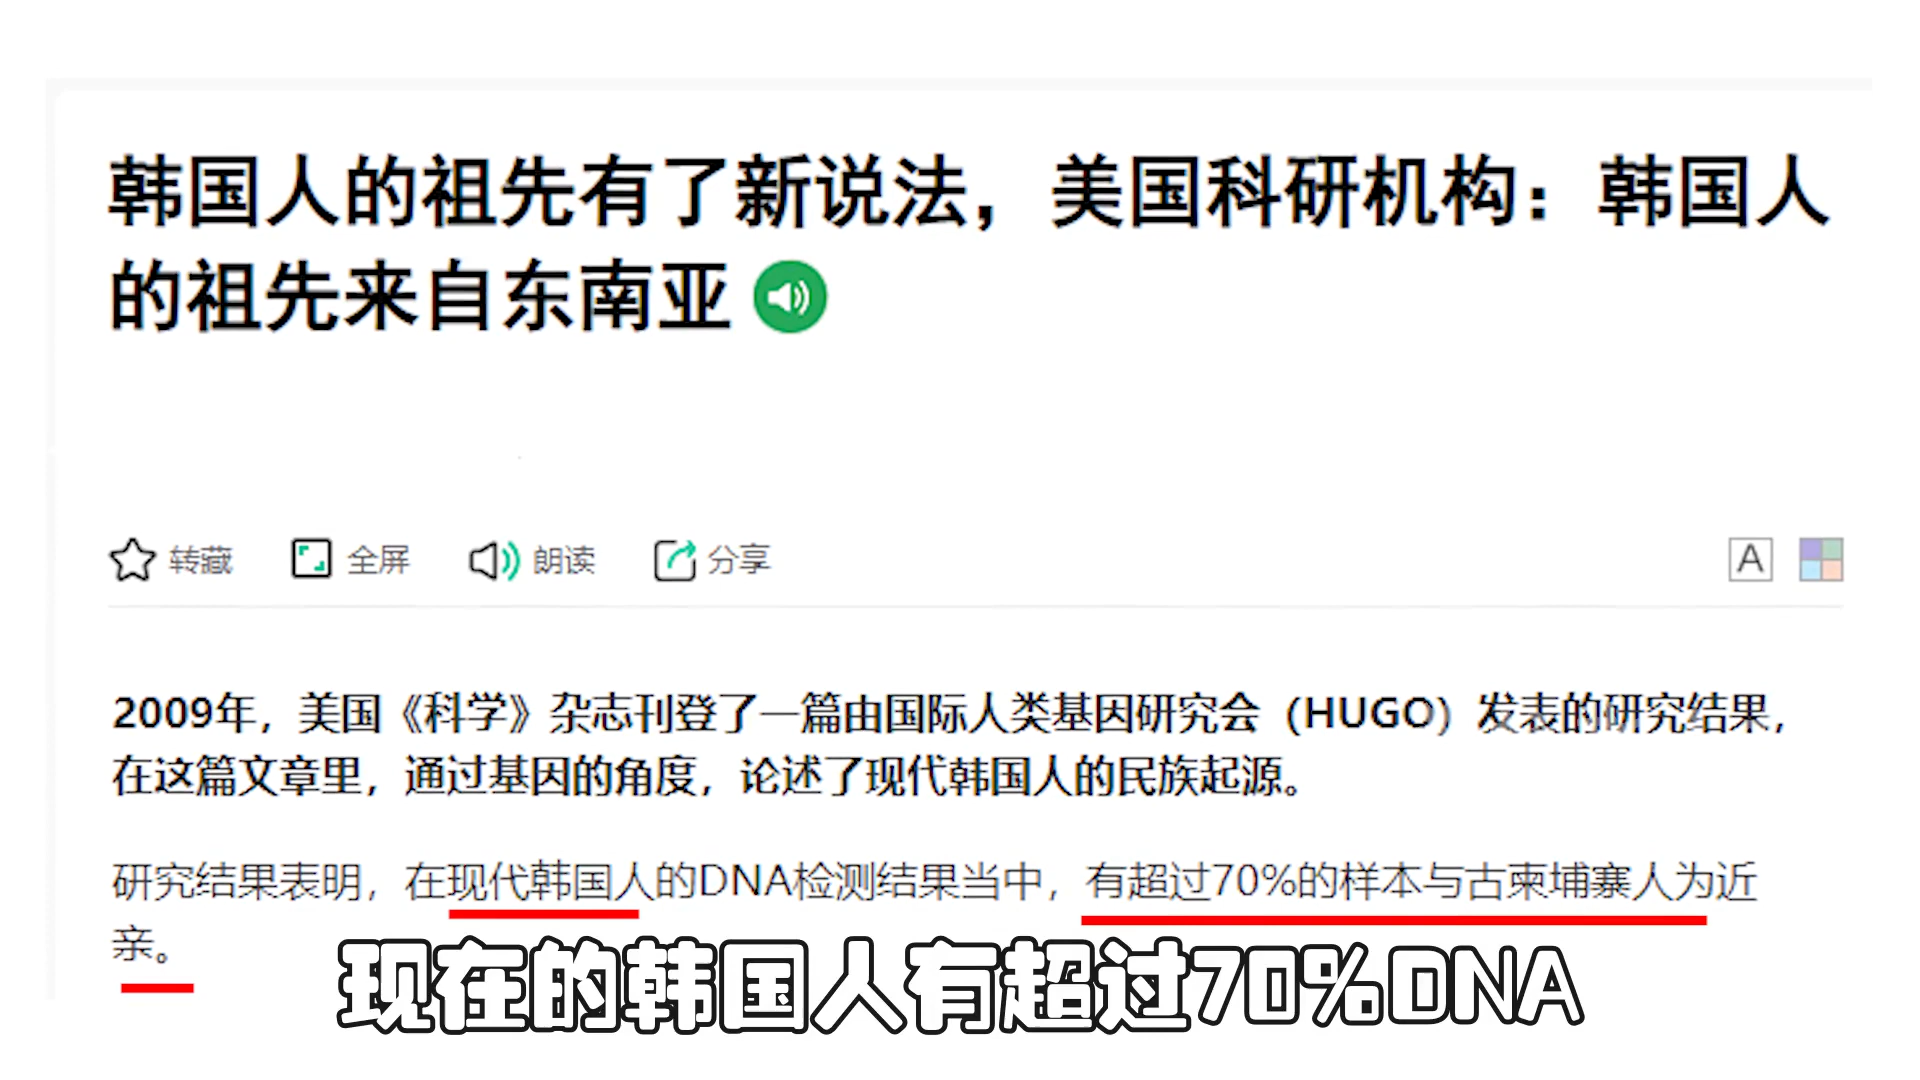 韩国人的祖先有了新说法，美国科研机构：韩国人
的祖先来自东南亚
转藏 全屏 朗读 分享 A
2009年，美国《科学》杂志刊登了一篇由国际人类基因研究会（HUGO）发表的研究结果，
在这篇文章里，通过基因的角度，论述了现代韩国人的民族起源。
研究结果表明，在现代韩国人的DNA检测结果当中，有超过70%的样本与古柬埔寨人为近
亲。
现在的韩国人有超过70%DNA